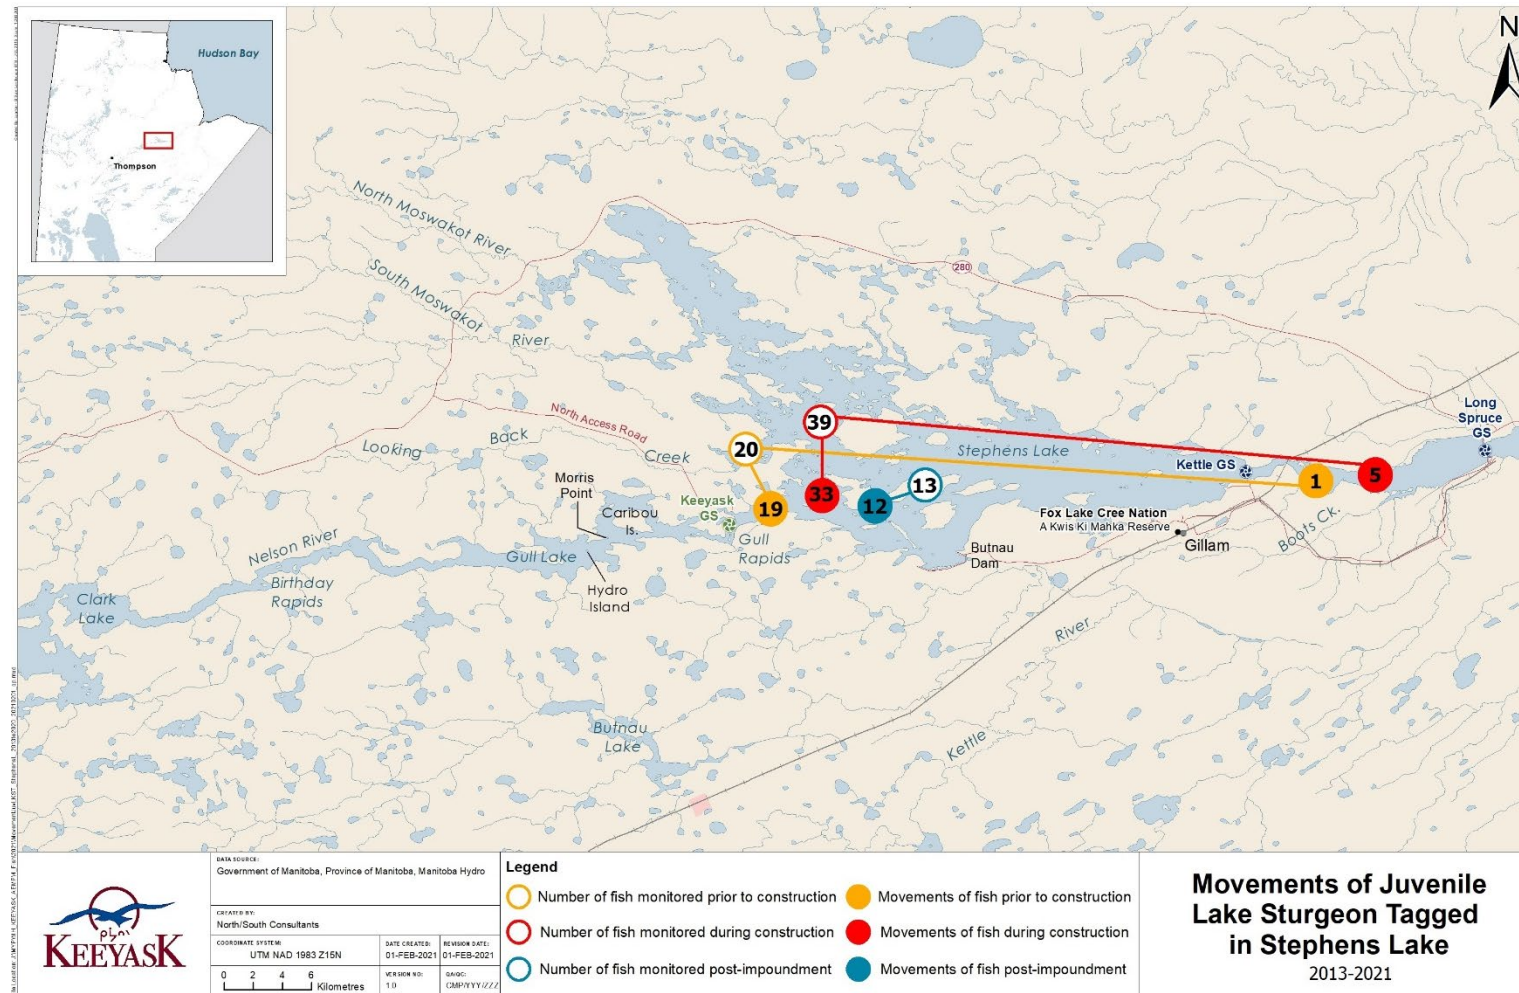 Hudson Bay
Thompson
N
North Moswakot River
South Moswakot
River
280
North Access Road
Looking
Back
Creek
Long
Spruce
GS
39
20
Stephens Lake
Kettle GS
1
5
Morris
Point
Keeyask
GS
33
13
12
19
Caribou
Is.
Fox Lake Cree Nation
A Kwis Ki Mahka Reserve
Gillam
Boots Ck.
Gull
Rapids
Butnau
Dam
Nelson River
Gull Lake
Birthday
Rapids
Hydro
Island
Clark
Lake
River
Kettle
Butnau
Lake
KEEYASK
DATA SOURCE:
Government of Manitoba, Province of Manitoba, Manitoba Hydro
CREATED BY:
North/South Consultants
COORDINATE SYSTEM:
UTM NAD 1983 Z15N
DATE CREATED:
01-FEB-2021
REVISION DATE:
01-FEB-2021
0 2 4 6
Kilometres
VERSION NO:
1.0
QA/QC:
CMP/YYY/ZZZ
Legend
Number of fish monitored prior to construction
Movements of fish prior to construction
Number of fish monitored during construction
Movements of fish during construction
Number of fish monitored post-impoundment
Movements of fish post-impoundment
Movements of Juvenile
Lake Sturgeon Tagged
in Stephens Lake
2013-2021